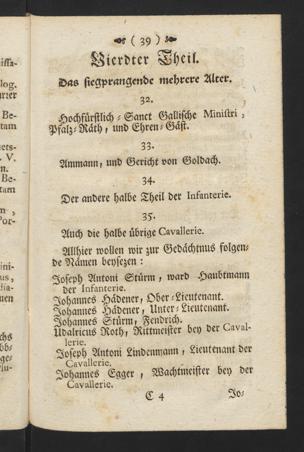 ( 39 )
Vierdter Theil.
Das siegprangende mehrere Alter.
32.
Hochfürstlich-Sanct Gallische Ministri,
Pfalz-Räth, und Ehren-Gäst.
33.
Ammann, und Gericht von Goldach.
34.
Der andere halbe Theil der Infanterie.
35.
Auch die halbe übrige Cavallerie.
Allhier wollen wir zur Gedächtnus folgen-
de Nämen beysezen:
Joseph Antoni Stürm, ward Haubtmann
der Infanterie.
Johannes Hädener, Ober-Lieutenant.
Johannes Hädener, Unter-Lieutenant.
Johannes Stürm, Fendrich.
Udalricus Roth, Rittmeister bey der Caval-
lerie.
Joseph Antoni Lindenmann, Lieutenant der
Cavallerie.
Johannes Egger, Wachtmeister bey der
Cavallerie.
C 4 Jo-